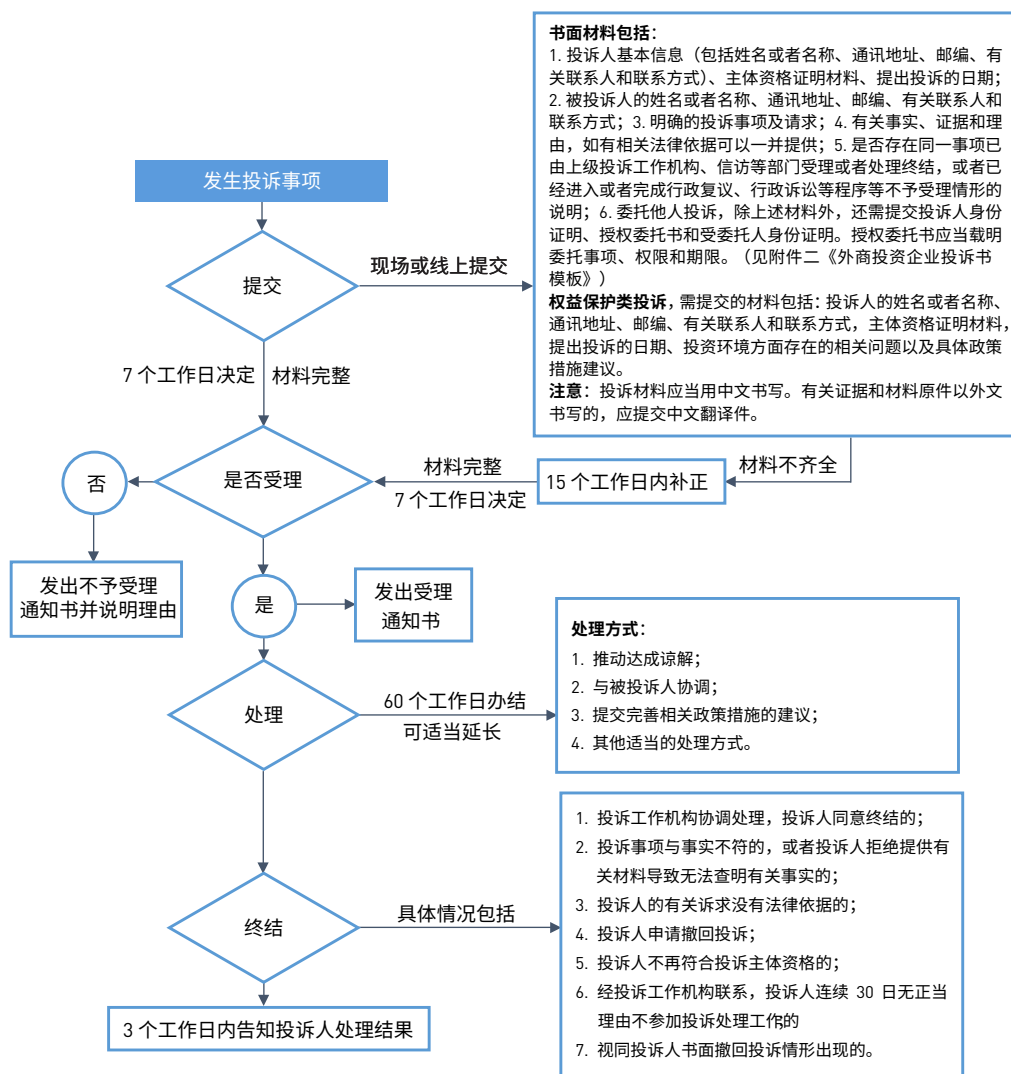 书面材料包括:
1. 投诉人基本信息（包括姓名或者名称、通讯地址、邮编、有
关联系人和联系方式）、主体资格证明材料、提出投诉的日期；
2. 被投诉人的姓名或者名称、通讯地址、邮编、有关联系人和
联系方式；3. 明确的投诉事项及请求；4. 有关事实、证据和理
由，如有相关法律依据可以一并提供；5. 是否存在同一事项已
由上级投诉工作机构、信访等部门受理或者处理终结，或者已
经进入或者完成行政复议、行政诉讼等程序等不予受理情形的
说明；6. 委托他人投诉，除上述材料外，还需提交投诉人身份
证明、授权委托书和受委托人身份证明。授权委托书应当载明
委托事项、权限和期限。（见附件二《外商投资企业投诉书
模板》）
权益保护类投诉，需提交的材料包括：投诉人的姓名或者名称、
通讯地址、邮编、有关联系人和联系方式，主体资格证明材料，
提出投诉的日期、投资环境方面存在的相关问题以及具体政策
措施建议。
注意：投诉材料应当用中文书写。有关证据和材料原件以外文
书写的，应提交中文翻译件。
发生投诉事项
提交
现场或线上提交
7 个工作日决定
材料完整
材料不齐全
15 个工作日内补正
材料完整
7 个工作日决定
是否受理
否
发出不予受理
通知书并说明理由
是
发出受理
通知书
处理
60 个工作日办结
可适当延长
处理方式：
1. 推动达成谅解；
2. 与被投诉人协调；
3. 提交完善相关政策措施的建议；
4. 其他适当的处理方式。
终结
具体情况包括
1. 投诉工作机构协调处理，投诉人同意终结的；
2. 投诉事项与事实不符的，或者投诉人拒绝提供有
关材料导致无法查明有关事实的；
3. 投诉人的有关诉求没有法律依据的；
4. 投诉人申请撤回投诉；
5. 投诉人不再符合投诉主体资格的；
6. 经投诉工作机构联系，投诉人连续 30 日无正当
理由不参加投诉处理工作的
7. 视同投诉人书面撤回投诉情形出现的。
3 个工作日内告知投诉人处理结果